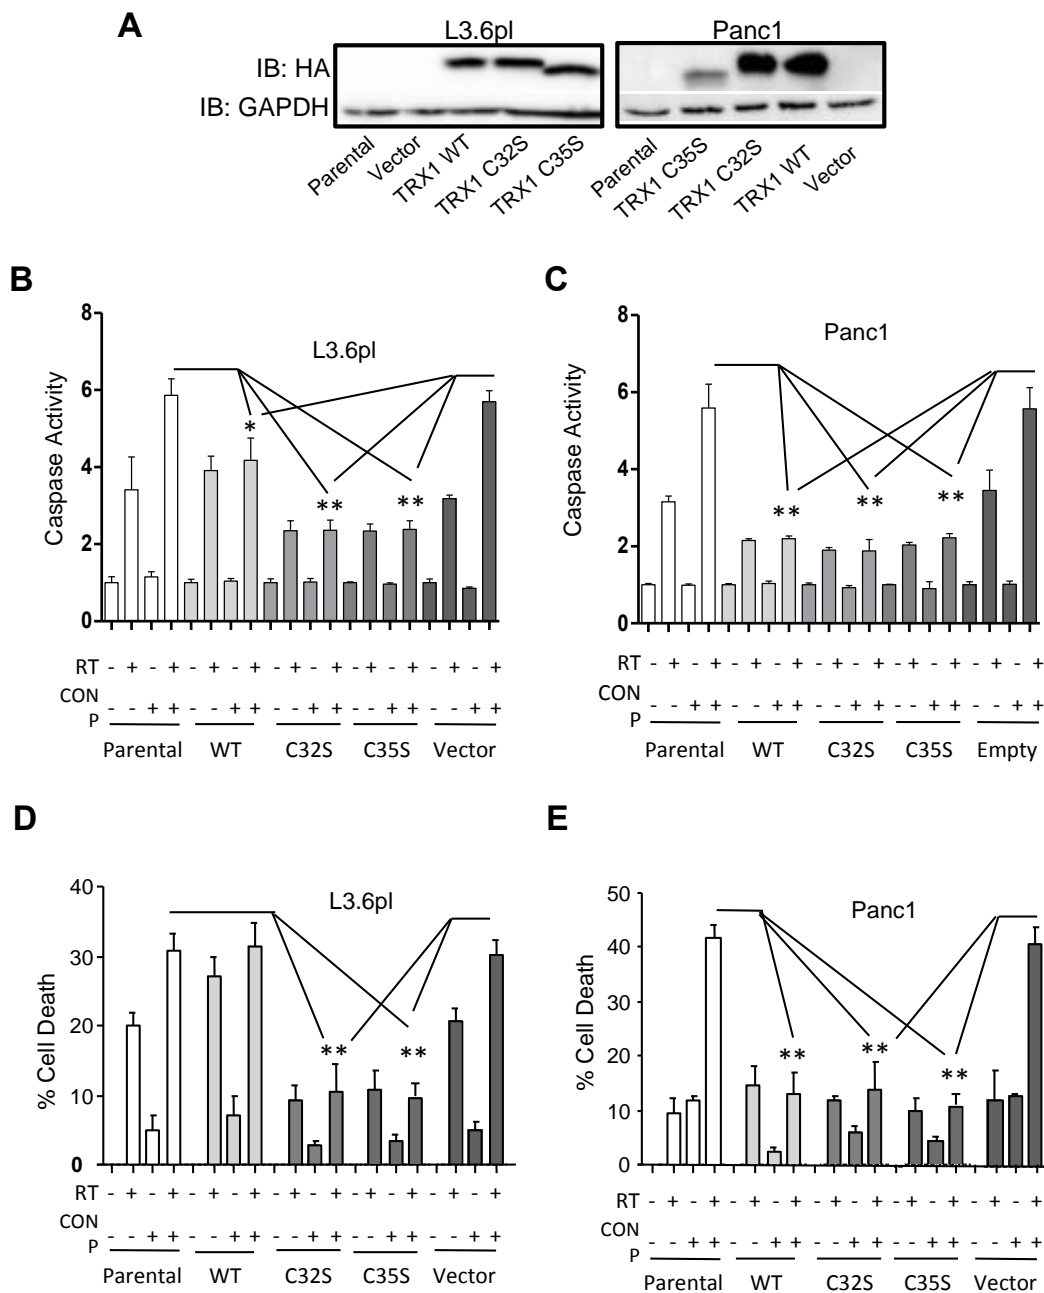 A
L3.6pl
Panc1
IB: HA
IB: GAPDH
Parental
Vector
TRX1 WT
TRX1 C32S
TRX1 C35S
Parental
TRX1 C35S
TRX1 C32S
TRX1 WT
Vector
B
L3.6pl
Caspase Activity
8
6
4
2
0
*
**
**
RT - + - + - + - + - + - + - + - + - + - +
CON
P
- - + + - - + + - - + + - - + + - - + +
Parental WT C32S C35S Vector
C
Panc1
Caspase Activity
8
6
4
2
0
**
**
**
RT - + - + - + - + - + - + - + - + - + - +
CON
P
- - + + - - + + - - + + - - + + - - + +
Parental WT C32S C35S Empty
D
L3.6pl
% Cell Death
40
30
20
10
0
**
**
RT - + - + - + - + - + - + - + - + - + - +
CON
P
- - + + - - + + - - + + - - + + - - + +
Parental WT C32S C35S Vector
E
Panc1
% Cell Death
50
40
30
20
10
0
**
**
**
RT - + - + - + - + - + - + - + - + - + - +
CON
P
- - + + - - + + - - + + - - + + - - + +
Parental WT C32S C35S Vector